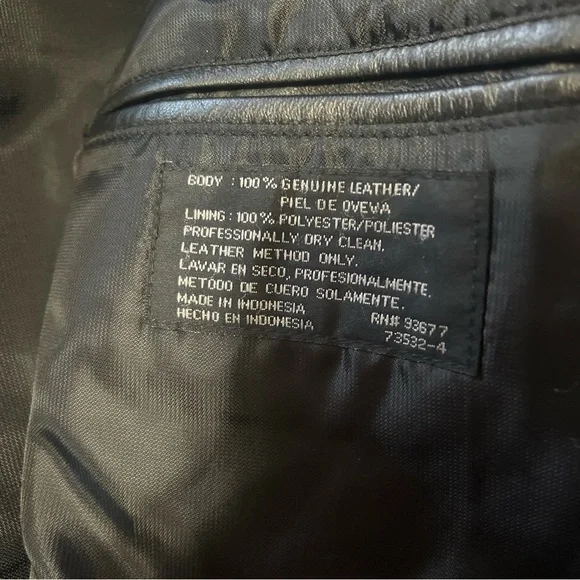 BODY : 100% GENUINE LEATHER/
PIEL DE OVEWA
LINING : 100% POLYESTER/POLIESTER
PROFESSIONALLY DRY CLEAN.
LEATHER METHOD ONLY.
LAVAR EN SECO, PROFESIONALMENTE.
METODO DE CUERO SOLAMENTE.
MADE IN INDONESIA RN# 93677
HECHO EN INDONESIA 73532-4